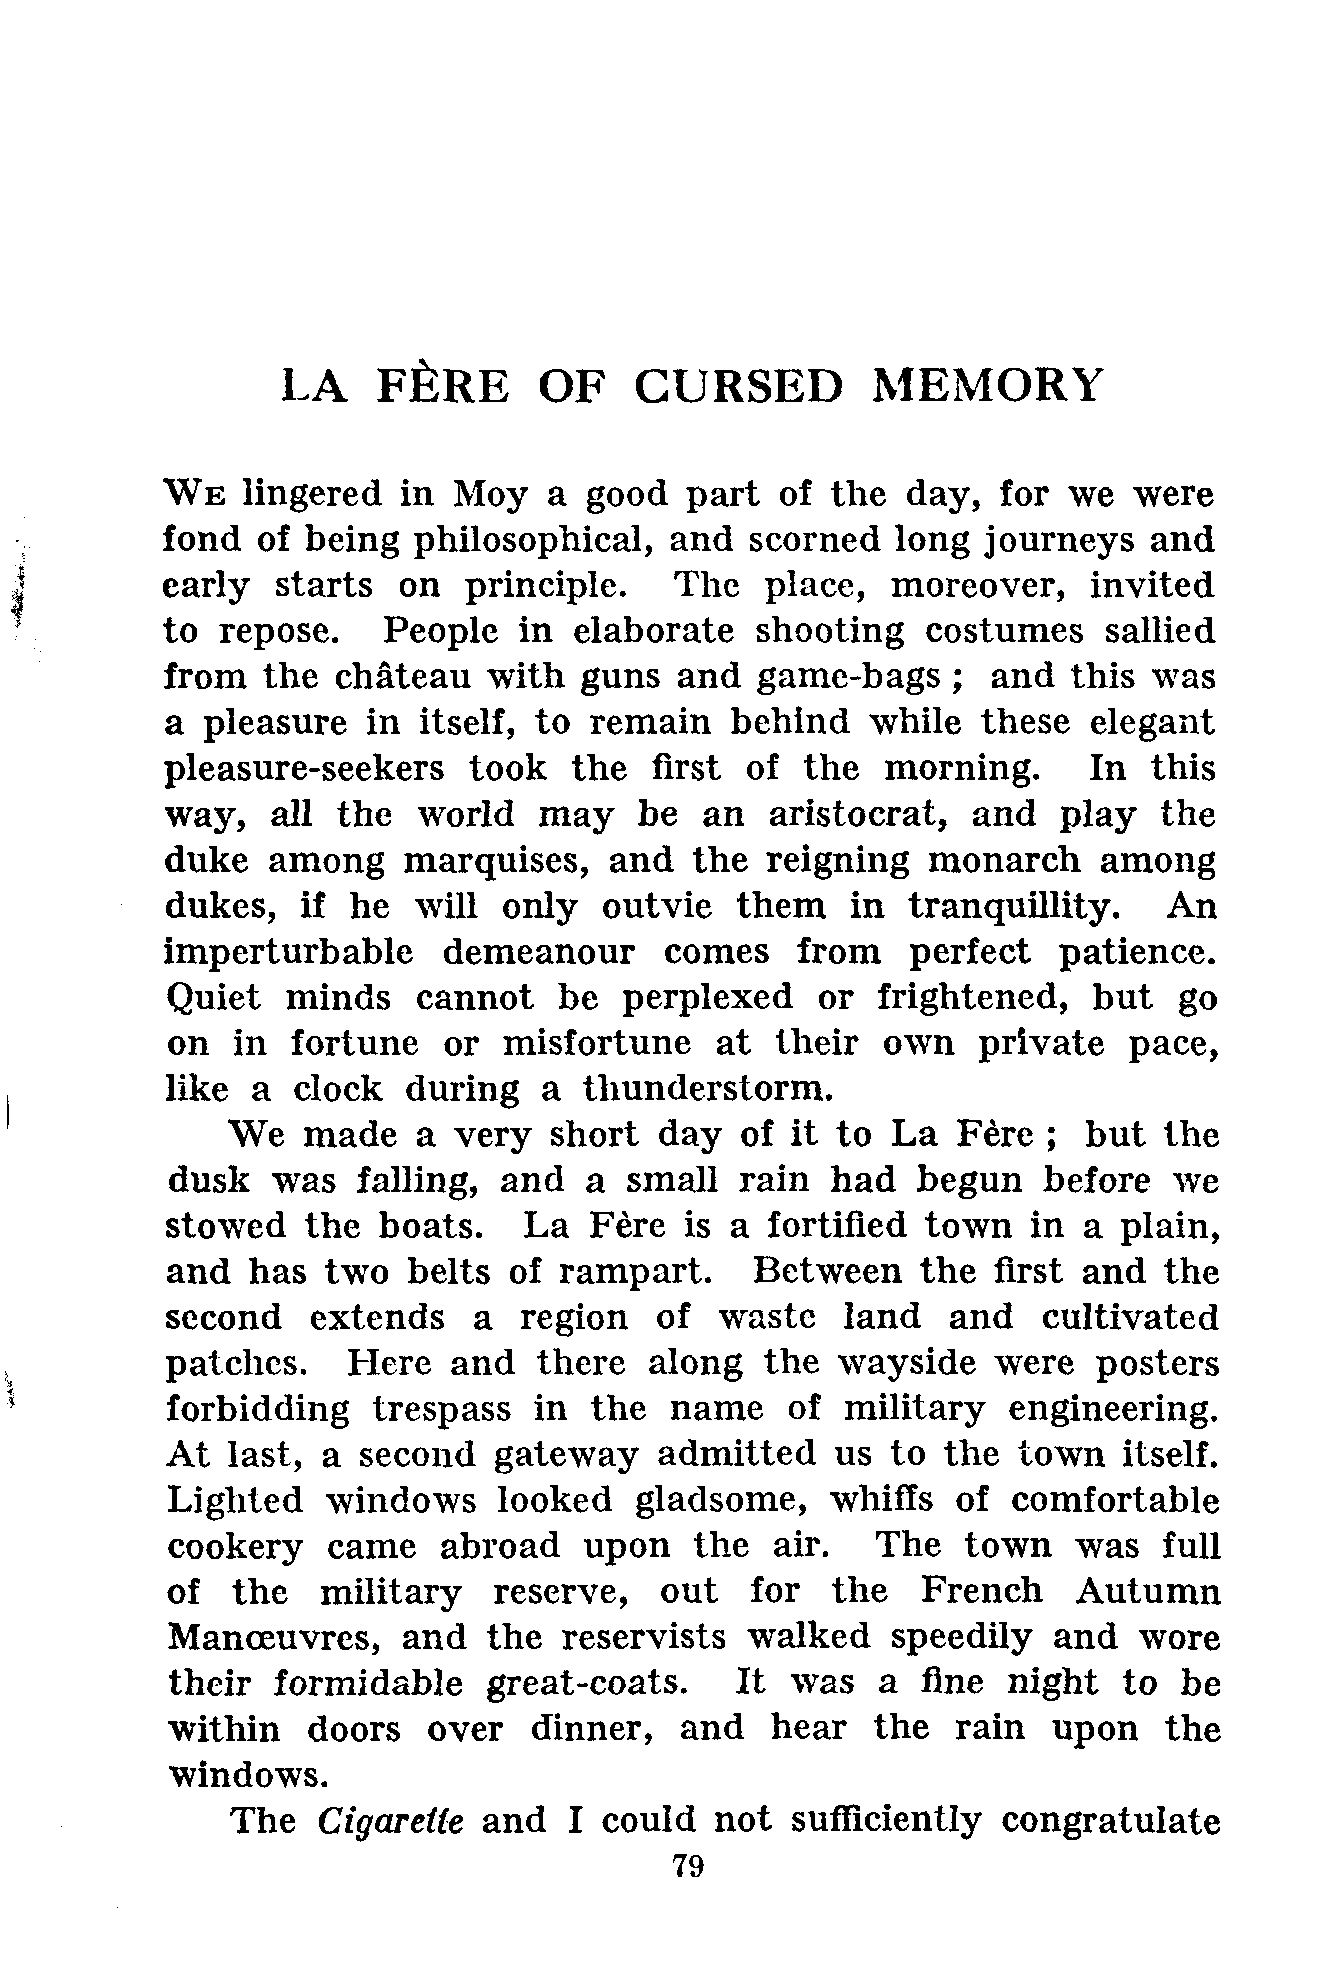 LA FÈRE OF CURSED MEMORY
WE lingered in Moy a good part of the day, for we were
fond of being philosophical, and scorned long journeys and
early starts on principle. The place, moreover, invited
to repose. People in elaborate shooting costumes sallied
from the château with guns and game-bags ; and this was
a pleasure in itself, to remain behind while these elegant
pleasure-seekers took the first of the morning. In this
way, all the world may be an aristocrat, and play the
duke among marquises, and the reigning monarch among
dukes, if he will only outvie them in tranquillity. An
imperturbable demeanour comes from perfect patience.
Quiet minds cannot be perplexed or frightened, but go
on in fortune or misfortune at their own private pace,
like a clock during a thunderstorm.
We made a very short day of it to La Fère ; but the
dusk was falling, and a small rain had begun before we
stowed the boats. La Fère is a fortified town in a plain,
and has two belts of rampart. Between the first and the
second extends a region of waste land and cultivated
patches. Here and there along the wayside were posters
forbidding trespass in the name of military engineering.
At last, a second gateway admitted us to the town itself.
Lighted windows looked gladsome, whiffs of comfortable
cookery came abroad upon the air. The town was full
of the military reserve, out for the French Autumn
Manœuvres, and the reservists walked speedily and wore
their formidable great-coats. It was a fine night to be
within doors over dinner, and hear the rain upon the
windows.
The Cigarette and I could not sufficiently congratulate
79